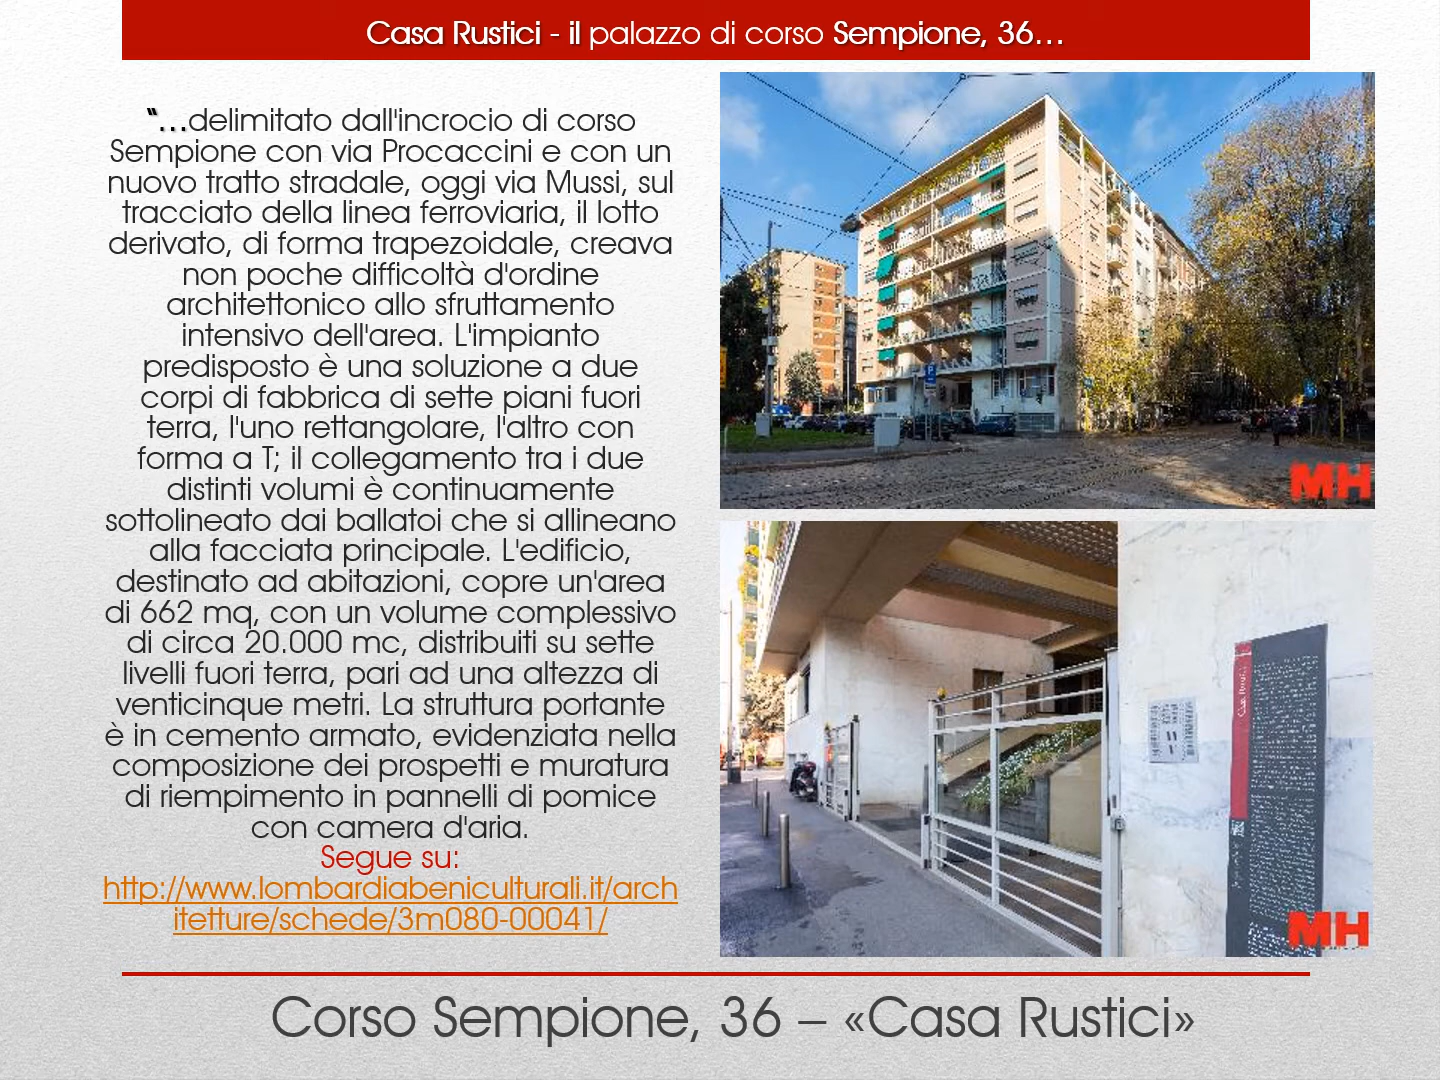 Casa Rustici - il palazzo di corso Sempione, 36…
“…delimitato dall'incrocio di corso
Sempione con via Procaccini e con un
nuovo tratto stradale, oggi via Mussi, sul
tracciato della linea ferroviaria, il lotto
derivato, di forma trapezoidale, creava
non poche difficoltà d'ordine
architettonico allo sfruttamento
intensivo dell'area. L'impianto
predisposto è una soluzione a due
corpi di fabbrica di sette piani fuori
terra, l'uno rettangolare, l'altro con
forma a T; il collegamento tra i due
distinti volumi è continuamente
sottolineato dai ballatoi che si allineano
alla facciata principale. L'edificio,
destinato ad abitazioni, copre un'area
di 662 mq, con un volume complessivo
di circa 20.000 mc, distribuiti su sette
livelli fuori terra, pari ad una altezza di
venticinque metri. La struttura portante
è in cemento armato, evidenziata nella
composizione dei prospetti e muratura
di riempimento in pannelli di pomice
con camera d'aria.
Segue su:
http://www.lombardiabeniculturali.it/arch
itetture/schede/3m080-00041/
P
MH
MH
Corso Sempione, 36 – «Casa Rustici»